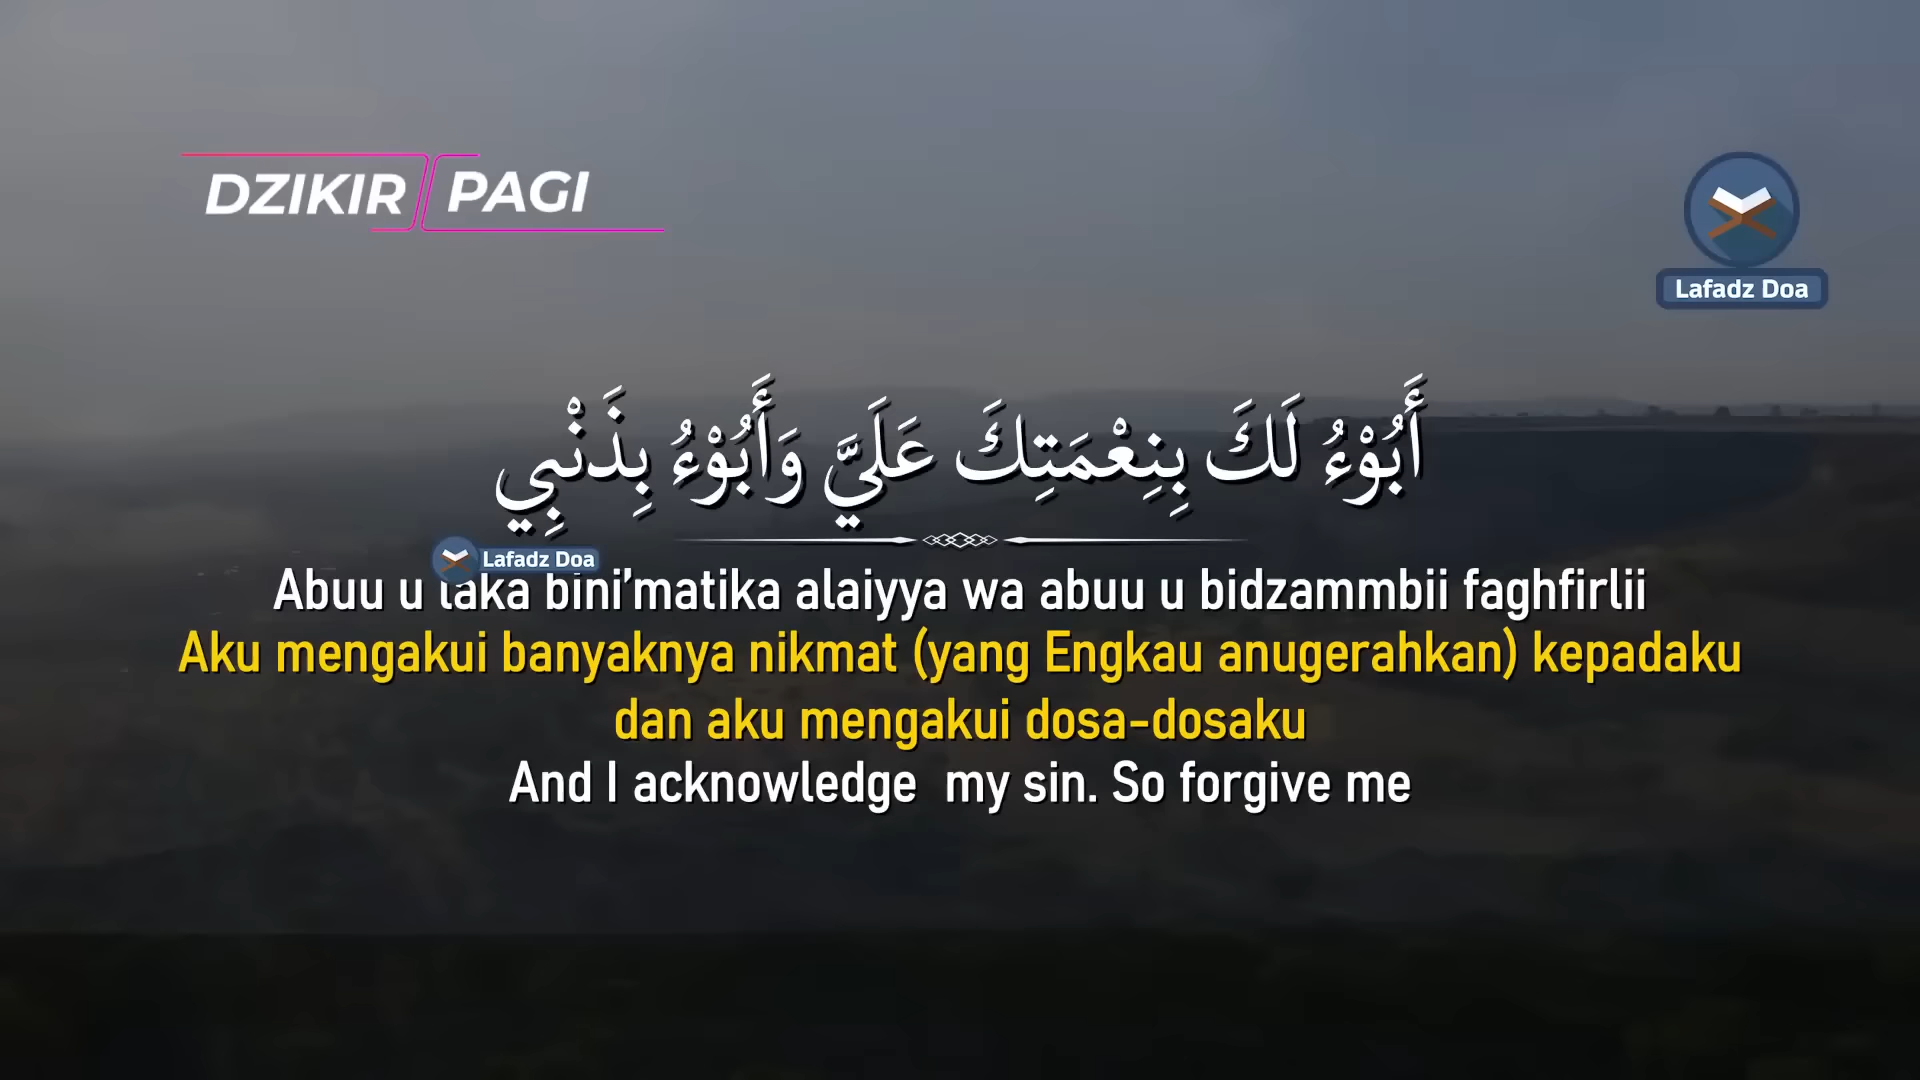 DZIKIR PAGI
Lafadz Doa
أَبُوْءُ لَكَ بِنِعْمَتِكَ عَلَيَّ وَأَبُوْءُ بِذَنْبِي
Lafadz Doa
Abuu u laka bini’matika alaiyya wa abuu u bidzammbii faghfirlii
Aku mengakui banyaknya nikmat (yang Engkau anugerahkan) kepadaku
dan aku mengakui dosa-dosaku
And I acknowledge  my sin. So forgive me